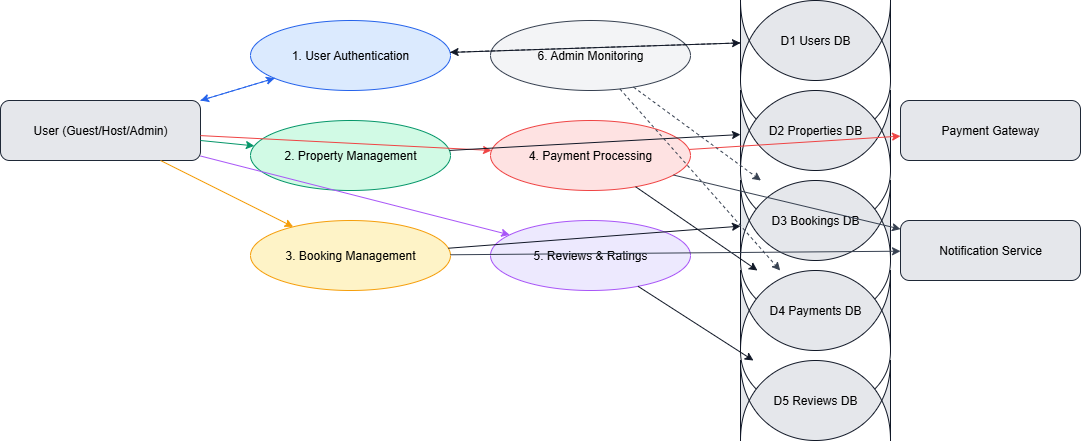 1. User Authentication
6. Admin Monitoring
D1 Users DB
User (Guest/Host/Admin)
2. Property Management
4. Payment Processing
D2 Properties DB
Payment Gateway
3. Booking Management
5. Reviews & Ratings
D3 Bookings DB
Notification Service
D4 Payments DB
D5 Reviews DB